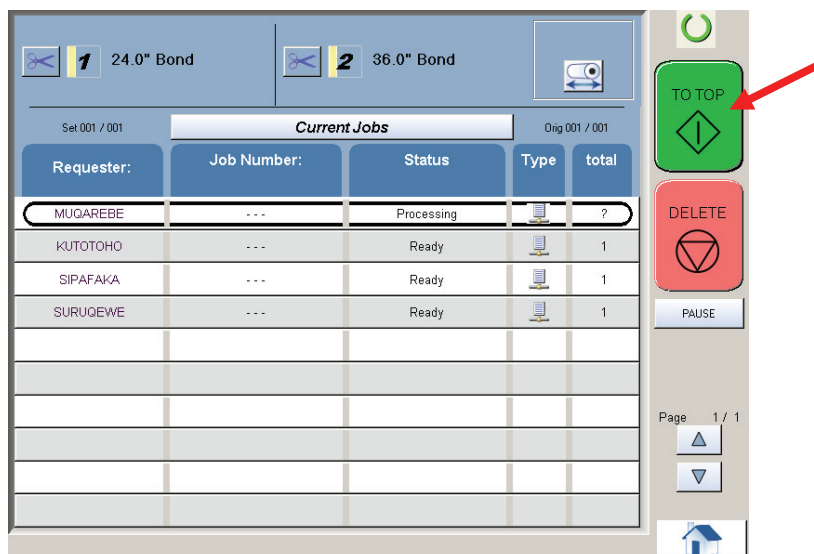 1 24.0" Bond 2 36.0" Bond
TO TOP
Set 001 / 001 Current Jobs Orig 001 / 001
Requester: Job Number: Status Type total
MUQAREBE - - - Processing ?
DELETE
KUTOTOHO - - - Ready 1
SIPAFAKA - - - Ready 1
SURUQEWE - - - Ready 1
PAUSE
Page 1 / 1